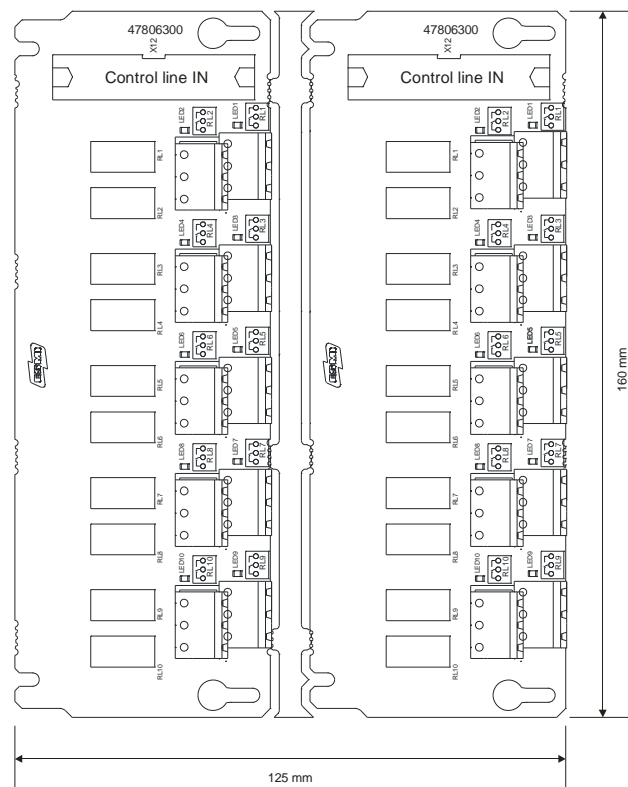 47806300
X12
Control line IN
LED2
RL2
LED1
RL1
RL1
RL2
LED4
RL4
LED3
RL3
RL3
RL4
LED6
RL6
LED5
RL5
RL5
RL6
LED8
RL8
LED7
RL7
RL7
RL8
LED10
RL10
LED9
RL9
RL9
RL10
47806300
X12
Control line IN
LED2
RL2
LED1
RL1
RL1
RL2
LED4
RL4
LED3
RL3
RL3
RL4
LED6
RL6
LED5
RL5
RL5
RL6
LED8
RL8
LED7
RL7
RL7
RL8
LED10
RL10
LED9
RL9
RL9
RL10
160 mm
125 mm